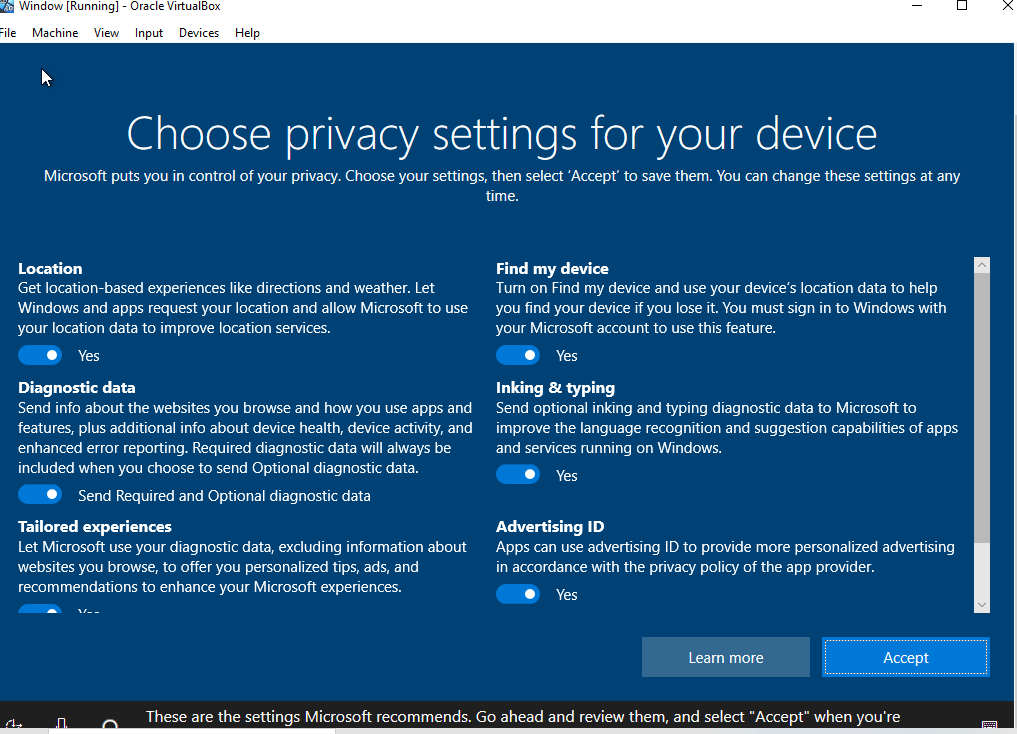 Window [Running] - Oracle VirtualBox
File Machine View Input Devices Help
Choose privacy settings for your device
Microsoft puts you in control of your privacy. Choose your settings, then select ‘Accept’ to save them. You can change these settings at any
time.
Location
Get location-based experiences like directions and weather. Let
Windows and apps request your location and allow Microsoft to use
your location data to improve location services.
Yes
Diagnostic data
Send info about the websites you browse and how you use apps and
features, plus additional info about device health, device activity, and
enhanced error reporting. Required diagnostic data will always be
included when you choose to send Optional diagnostic data.
Send Required and Optional diagnostic data
Tailored experiences
Let Microsoft use your diagnostic data, excluding information about
websites you browse, to offer you personalized tips, ads, and
recommendations to enhance your Microsoft experiences.
Yes
Find my device
Turn on Find my device and use your device’s location data to help
you find your device if you lose it. You must sign in to Windows with
your Microsoft account to use this feature.
Yes
Inking & typing
Send optional inking and typing diagnostic data to Microsoft to
improve the language recognition and suggestion capabilities of apps
and services running on Windows.
Yes
Advertising ID
Apps can use advertising ID to provide more personalized advertising
in accordance with the privacy policy of the app provider.
Yes
Learn more
Accept
These are the settings Microsoft recommends. Go ahead and review them, and select "Accept" when you're